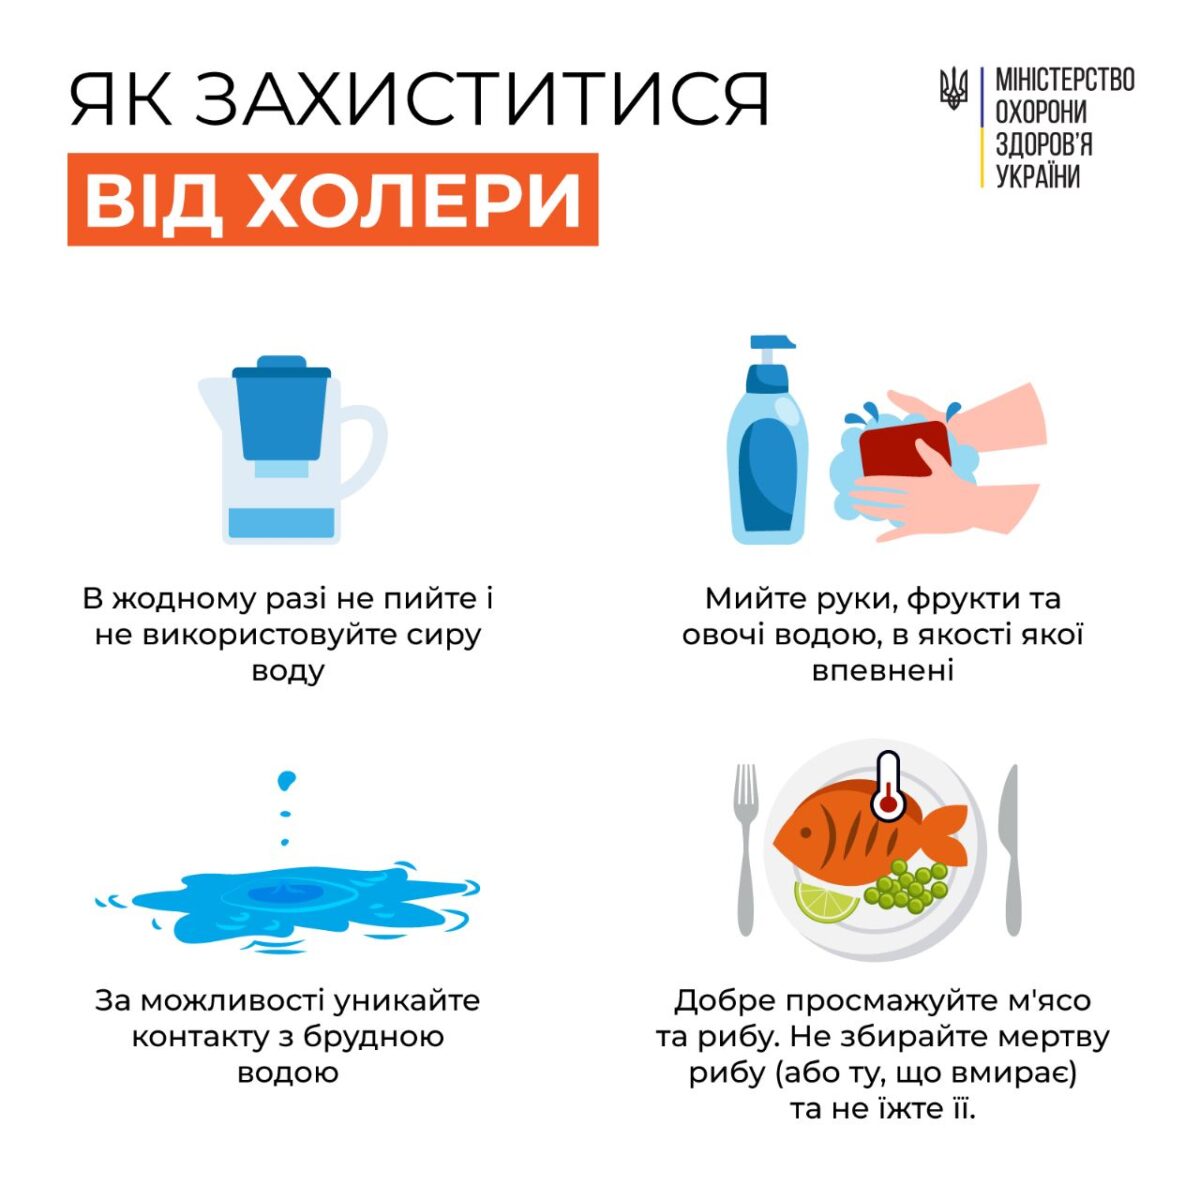 ЯК ЗАХИСТИТИСЯ
ВІД ХОЛЕРИ
МІНІСТЕРСТВО
ОХОРОНИ
ЗДОРОВ'Я
УКРАЇНИ
В жодному разі не пийте і
не використовуйте сиру
воду
Мийте руки, фрукти та
овочі водою, в якості якої
впевнені
За можливості уникайте
контакту з брудною
водою
Добре просмажуйте м'ясо
та рибу. Не збирайте мертву
рибу (або ту, що вмирає)
та не їжте її.